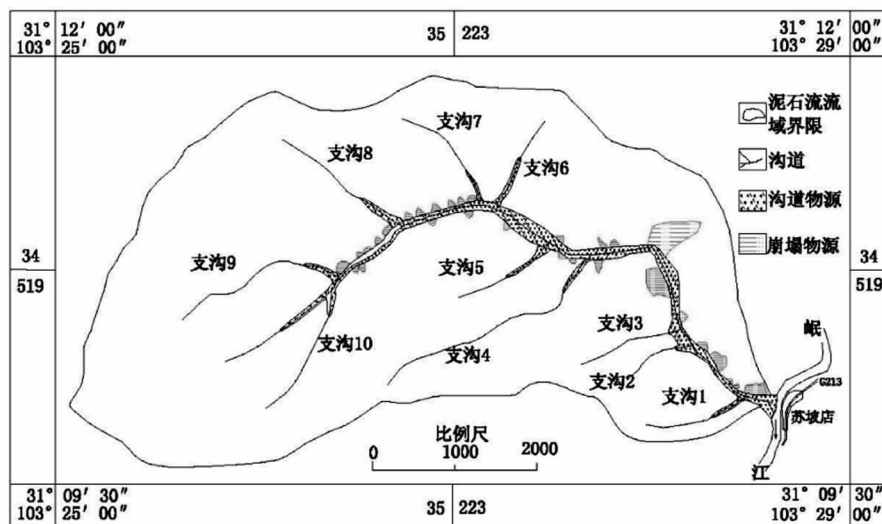 31° 12′ 00″
103° 25′ 00″
35 223
31° 12′ 00″
103° 29′ 00″
支沟7
支沟8
支沟6
泥石流流
域界限
沟道
沟道物源
崩塌物源
34
519
支沟9
支沟5
34
519
支沟3
支沟10
支沟4
支沟2
支沟1
岷
G213
苏坡店
江
比例尺
0 1000 2000
31° 09′ 30″
103° 25′ 00″
35 223
31° 09′ 30″
103° 29′ 00″